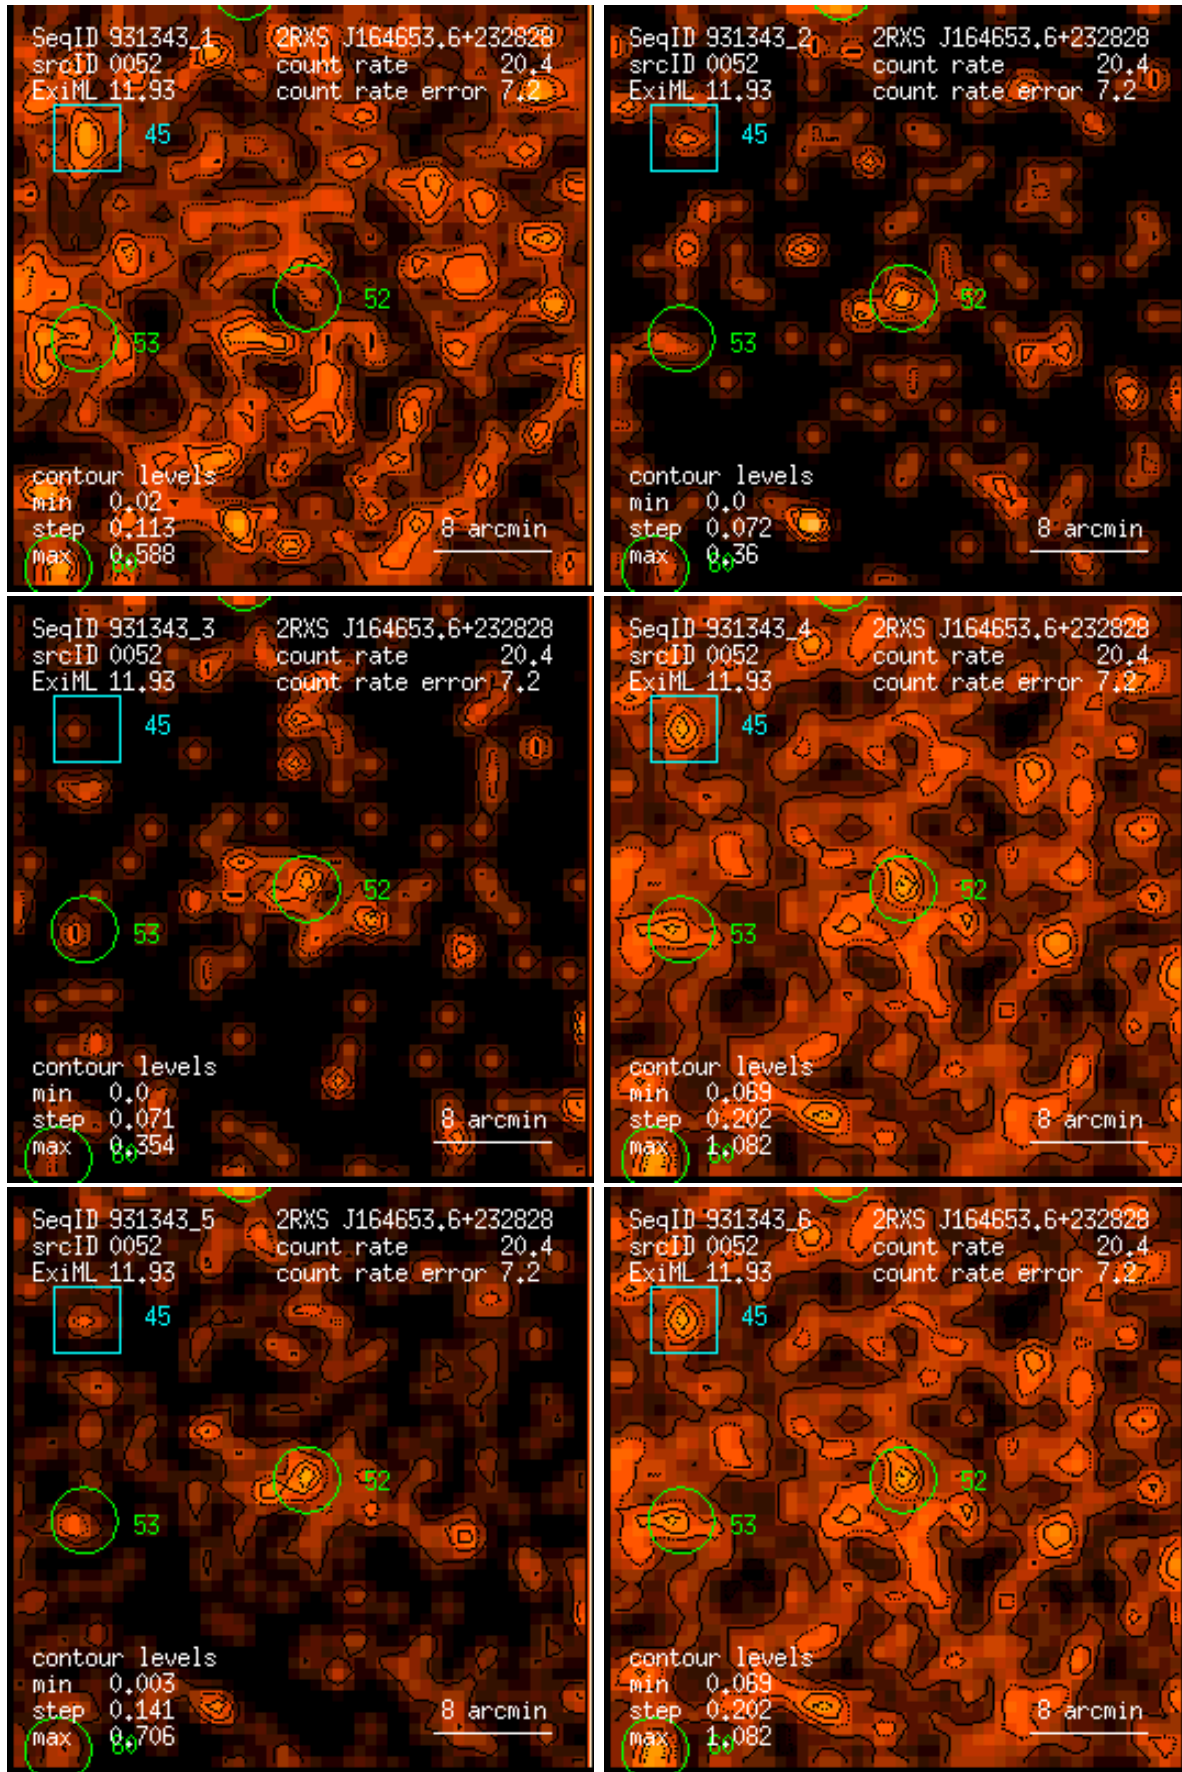 SeqID 931343_1 2RXS J164653.6+232828
srcID 0052 count rate 20.4
ExiML 11.93 count rate error 7.2
45
52
53
contour levels
min 0.02
step 0.113 8 arcmin
max 0.588 60
SeqID 931343_2 2RXS J164653.6+232828
srcID 0052 count rate 20.4
ExiML 11.93 count rate error 7.2
45
52
53
contour levels
min 0.0
step 0.072 8 arcmin
max 0.36 60
SeqID 931343_3 2RXS J164653.6+232828
srcID 0052 count rate 20.4
ExiML 11.93 count rate error 7.2
45
52
53
contour levels
min 0.0
step 0.071 8 arcmin
max 0.354 60
SeqID 931343_4 2RXS J164653.6+232828
srcID 0052 count rate 20.4
ExiML 11.93 count rate error 7.2
45
52
53
contour levels
min 0.069
step 0.202 8 arcmin
max 1.082 60
SeqID 931343_5 2RXS J164653.6+232828
srcID 0052 count rate 20.4
ExiML 11.93 count rate error 7.2
45
52
53
contour levels
min 0.003
step 0.141 8 arcmin
max 0.706 60
SeqID 931343_6 2RXS J164653.6+232828
srcID 0052 count rate 20.4
ExiML 11.93 count rate error 7.2
45
52
53
contour levels
min 0.069
step 0.202 8 arcmin
max 1.082 60